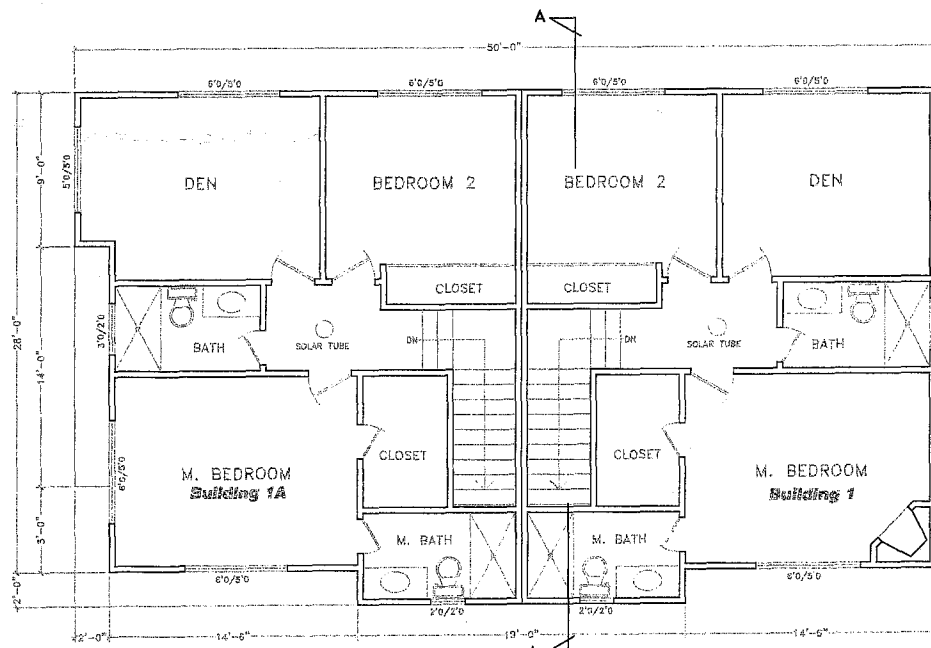 A
50'-0"
6'0/5'0
6'0/5'0
6'0/5'0
6'0/5'0
5'0/5'0
9'-0"
DEN
BEDROOM 2
BEDROOM 2
DEN
CLOSET
CLOSET
28'-0"
14'-0"
3'0/2'0
BATH
SOLAR TUBE
DN
DN
SOLAR TUBE
BATH
6'0/5'0
M. BEDROOM
Building 1A
CLOSET
CLOSET
M. BEDROOM
Building 1
3'-0"
M. BATH
M. BATH
6'0/5'0
6'0/5'0
2'-0"
2'0/2'0
2'0/2'0
2'-0"
14'-6"
19'-0"
14'-6"
A